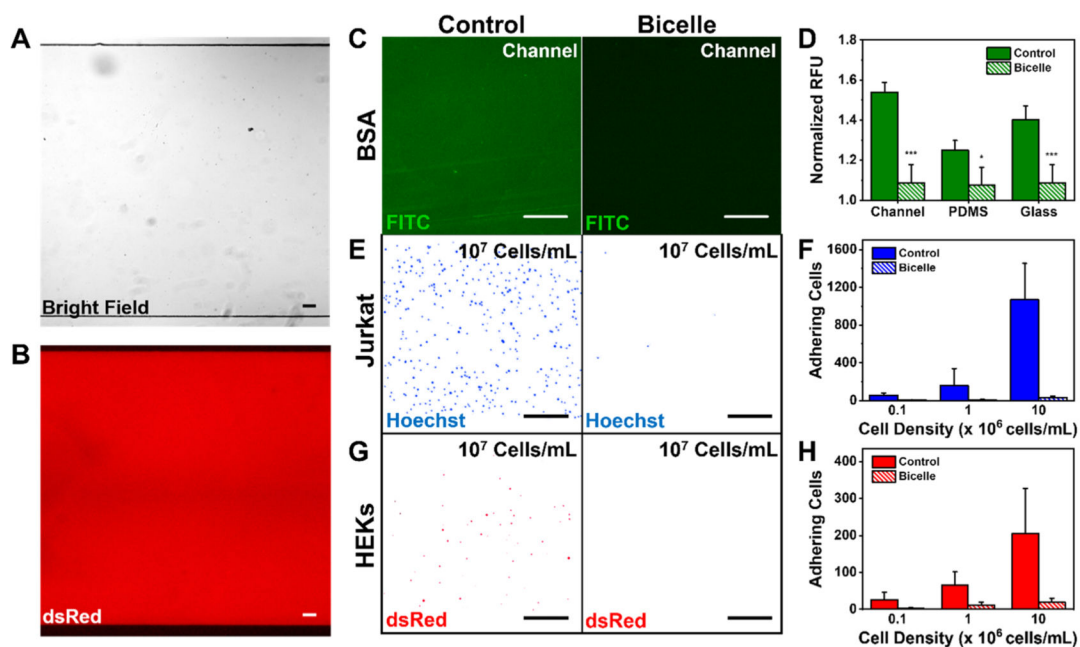 Control
Bicelle
A
Bright Field
B
dsRed
C
Channel
Channel
BSA
FITC
FITC
D
Normalized RFU
1.8
1.6
1.4
1.2
1.0
Control
Bicelle
***
*
***
Channel PDMS Glass
E
10⁷ Cells/mL
10⁷ Cells/mL
Jurkat
Hoechst
Hoechst
F
Adhering Cells
1600
1200
800
400
0
Control
Bicelle
0.1 1 10
Cell Density (x 10⁶ cells/mL)
G
10⁷ Cells/mL
10⁷ Cells/mL
HEKs
dsRed
dsRed
H
Adhering Cells
400
300
200
100
0
Control
Bicelle
0.1 1 10
Cell Density (x 10⁶ cells/mL)